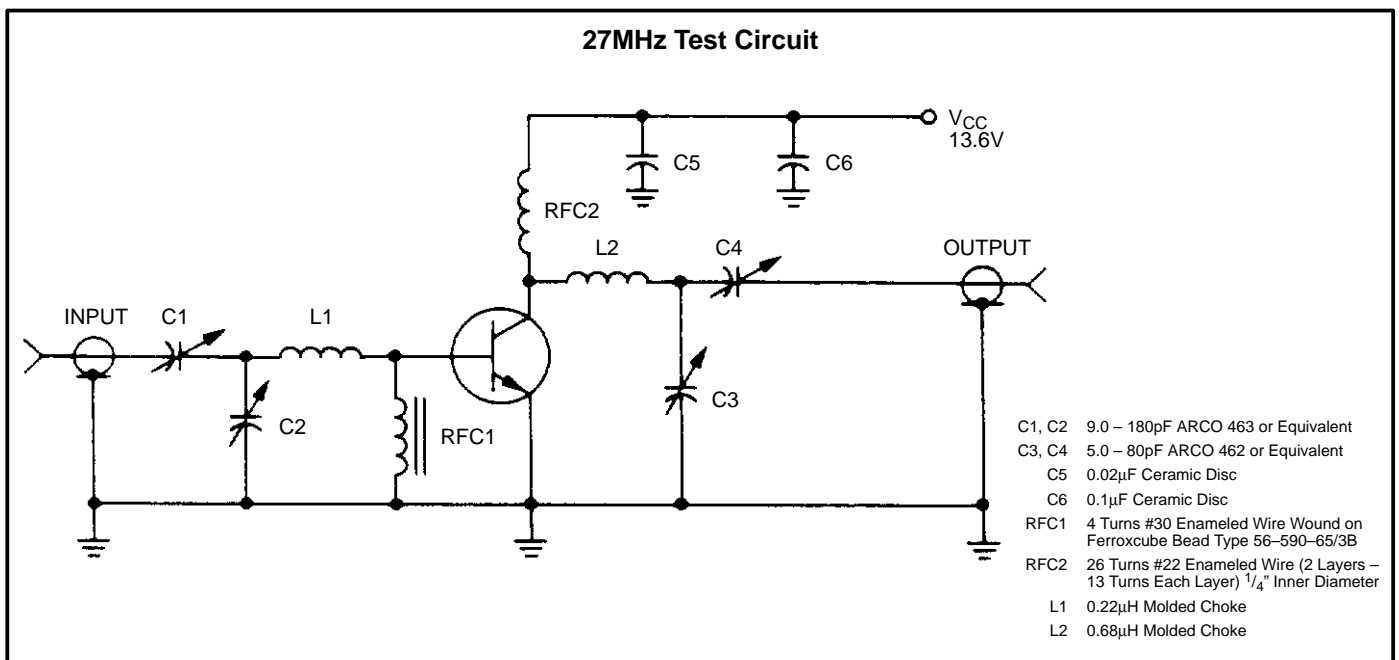 27MHz Test Circuit
VCC
13.6V
C5
C6
RFC2
L2
C4
OUTPUT
INPUT
C1
L1
C2
RFC1
C3
C1, C2 9.0 – 180pF ARCO 463 or Equivalent
C3, C4 5.0 – 80pF ARCO 462 or Equivalent
C5 0.02μF Ceramic Disc
C6 0.1μF Ceramic Disc
RFC1 4 Turns #30 Enameled Wire Wound on
Ferroxcube Bead Type 56–590–65/3B
RFC2 26 Turns #22 Enameled Wire (2 Layers –
13 Turns Each Layer) 1/4” Inner Diameter
L1 0.22μH Molded Choke
L2 0.68μH Molded Choke